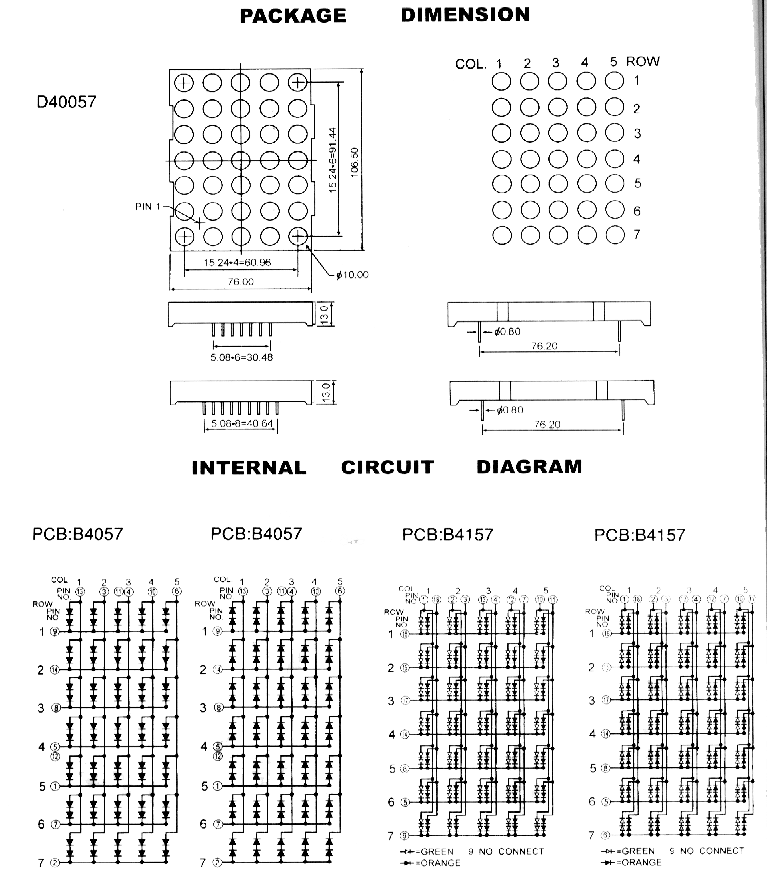 PACKAGE DIMENSION
D40057
PIN 1
15.24*6=91.44
106.50
15.24*4=60.96
76.00
ϕ10.00
COL. 1 2 3 4 5 ROW
1
2
3
4
5
6
7
13.0
5.08*6=30.48
ϕ0.80
76.20
13.0
5.08*8=40.64
ϕ0.80
76.20
INTERNAL CIRCUIT DIAGRAM
PCB:B4057
PCB:B4057
PCB:B4157
PCB:B4157
COL 1 2 3 4 5
PIN NO
ROW PIN NO
1
2
3
4
5
6
7
COL 1 2 3 4 5
PIN NO
ROW PIN NO
1
2
3
4
5
6
7
COL 1 2 3 4 5
PIN NO
ROW PIN NO
1
2
3
4
5
6
7
=GREEN 9 NO CONNECT
=ORANGE
COL 1 2 3 4 5
PIN NO
ROW PIN NO
1
2
3
4
5
6
7
=GREEN 9 NO CONNECT
=ORANGE